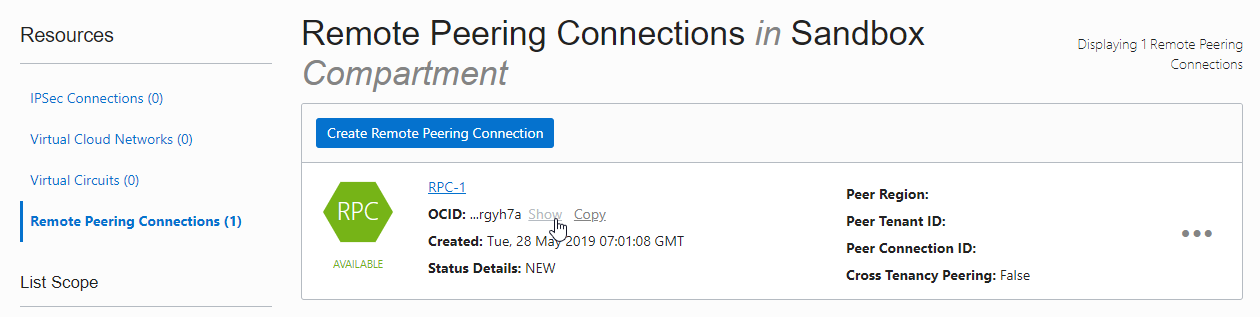 Resources
IPSec Connections (0)
Virtual Cloud Networks (0)
Virtual Circuits (0)
Remote Peering Connections (1)
List Scope
Remote Peering Connections in Sandbox
Compartment
Displaying 1 Remote Peering
Connections
Create Remote Peering Connection
RPC
AVAILABLE
RPC-1
OCID: ...rgyh7a Show Copy
Created: Tue, 28 May 2019 07:01:08 GMT
Status Details: NEW
Peer Region:
Peer Tenant ID:
Peer Connection ID:
Cross Tenancy Peering: False